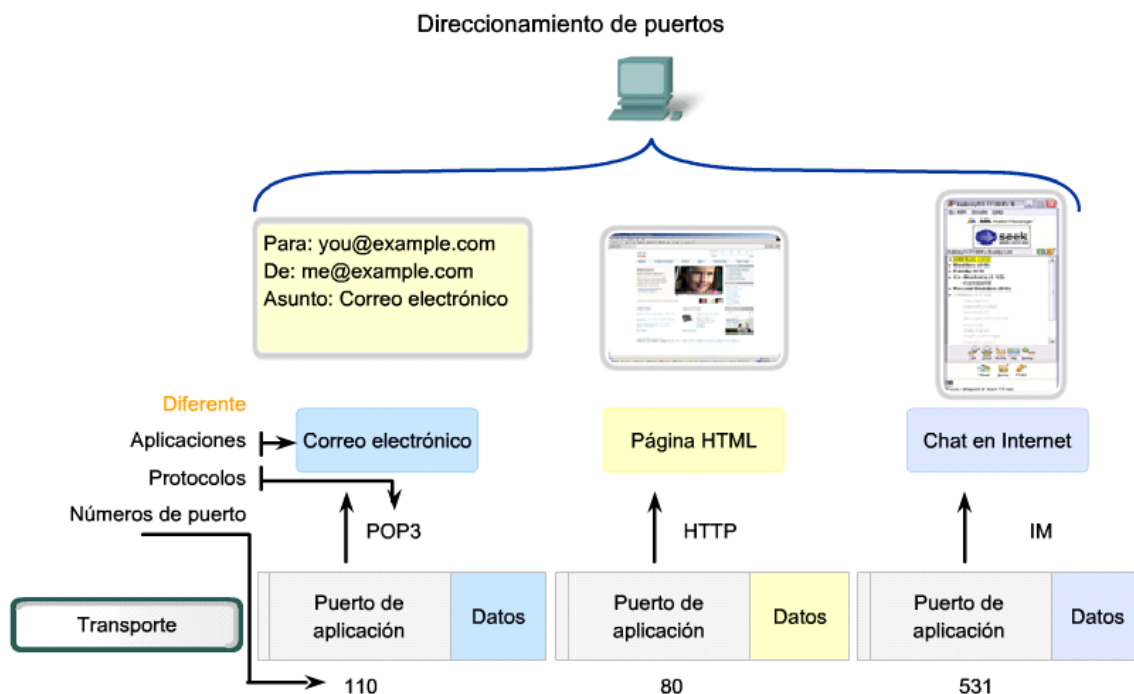 Direccionamiento de puertos
Para: you@example.com
De: me@example.com
Asunto: Correo electrónico
seek
Diferente
Aplicaciones
Protocolos
Números de puerto
Correo electrónico
Página HTML
Chat en Internet
POP3
HTTP
IM
Transporte
Puerto de
aplicación
Datos
Puerto de
aplicación
Datos
Puerto de
aplicación
Datos
110
80
531